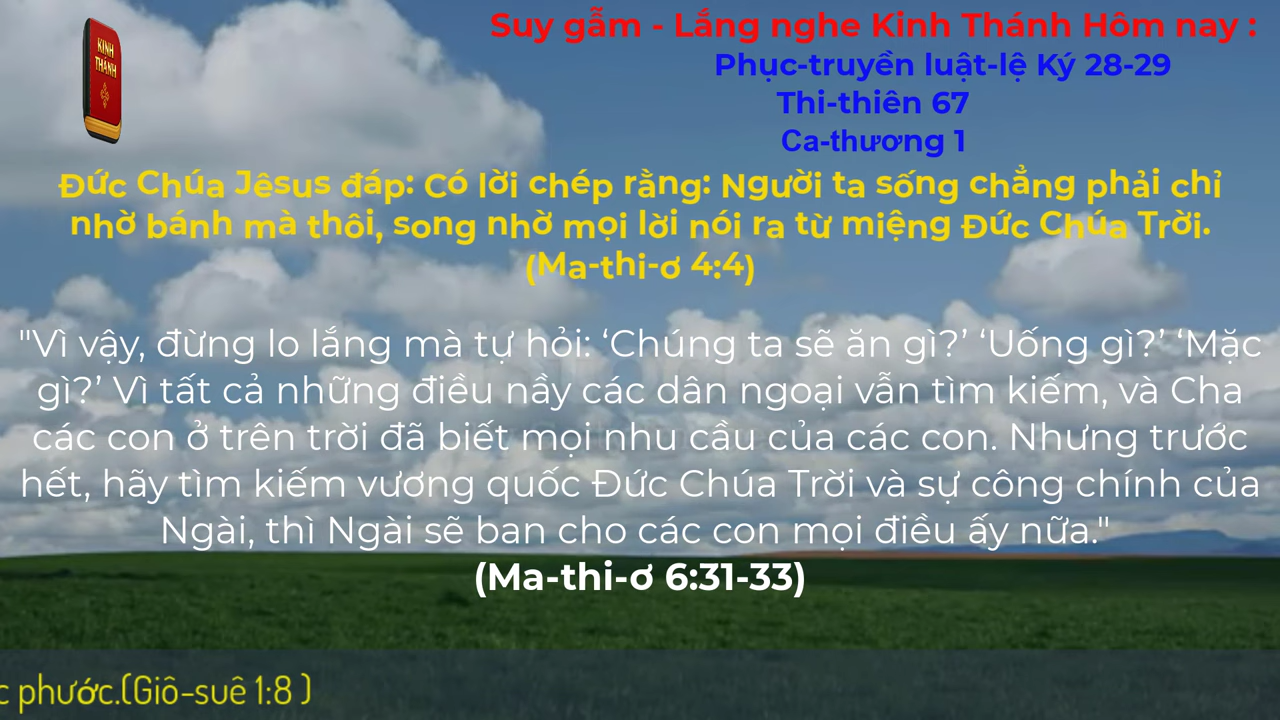 Suy gẫm - Lắng nghe Kinh Thánh Hôm nay :
KINH
THÁNH
Phục-truyền luật-lệ Ký 28-29
Thi-thiên 67
Ca-thương 1
Đức Chúa Jêsus đáp: Có lời chép rằng: Người ta sống chẳng phải chỉ
nhờ bánh mà thôi, song nhờ mọi lời nói ra từ miệng Đức Chúa Trời.
(Ma-thi-ơ 4:4)
"Vì vậy, đừng lo lắng mà tự hỏi: ‘Chúng ta sẽ ăn gì?’ ‘Uống gì?’ ‘Mặc
gì?’ Vì tất cả những điều nầy các dân ngoại vẫn tìm kiếm, và Cha
các con ở trên trời đã biết mọi nhu cầu của các con. Nhưng trước
hết, hãy tìm kiếm vương quốc Đức Chúa Trời và sự công chính của
Ngài, thì Ngài sẽ ban cho các con mọi điều ấy nữa."
(Ma-thi-ơ 6:31-33)
c phước.(Giô-suê 1:8 )